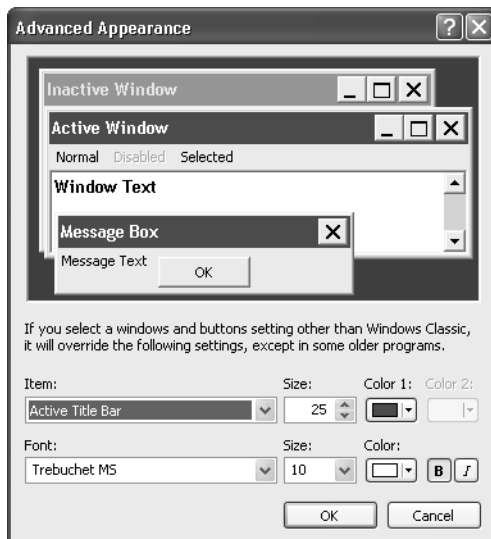 Advanced Appearance
Inactive Window
Active Window
Normal Disabled Selected
Window Text
Message Box
Message Text
OK
If you select a windows and buttons setting other than Windows Classic,
it will override the following settings, except in some older programs.
Item: Size: Color 1: Color 2:
Active Title Bar 25
Font: Size: Color:
Trebuchet MS 10 B I
OK Cancel